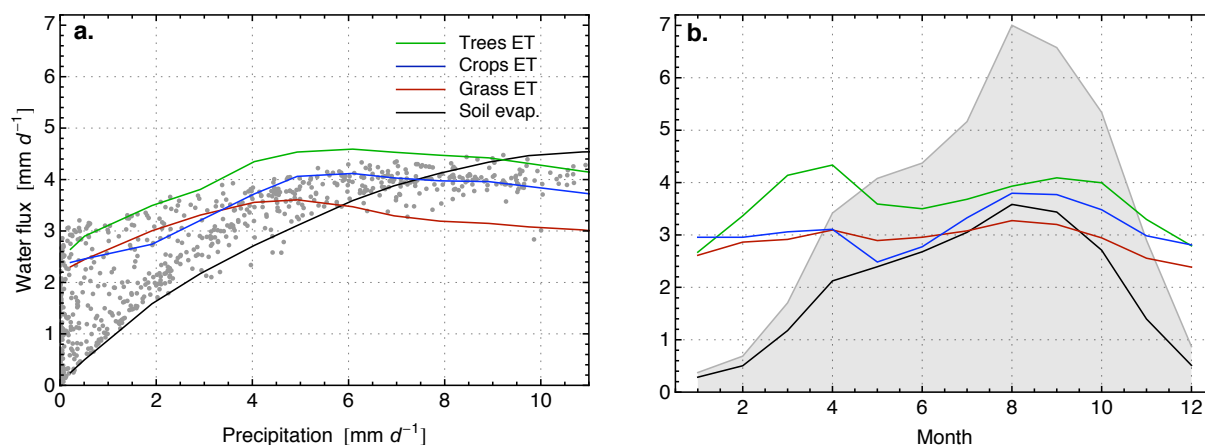 a.
Trees ET
Crops ET
Grass ET
Soil evap.
Water flux [mm d⁻¹]
7
6
5
4
3
2
1
0
0 2 4 6 8 10
Precipitation [mm d⁻¹]
b.
7
6
5
4
3
2
1
0
2 4 6 8 10 12
Month